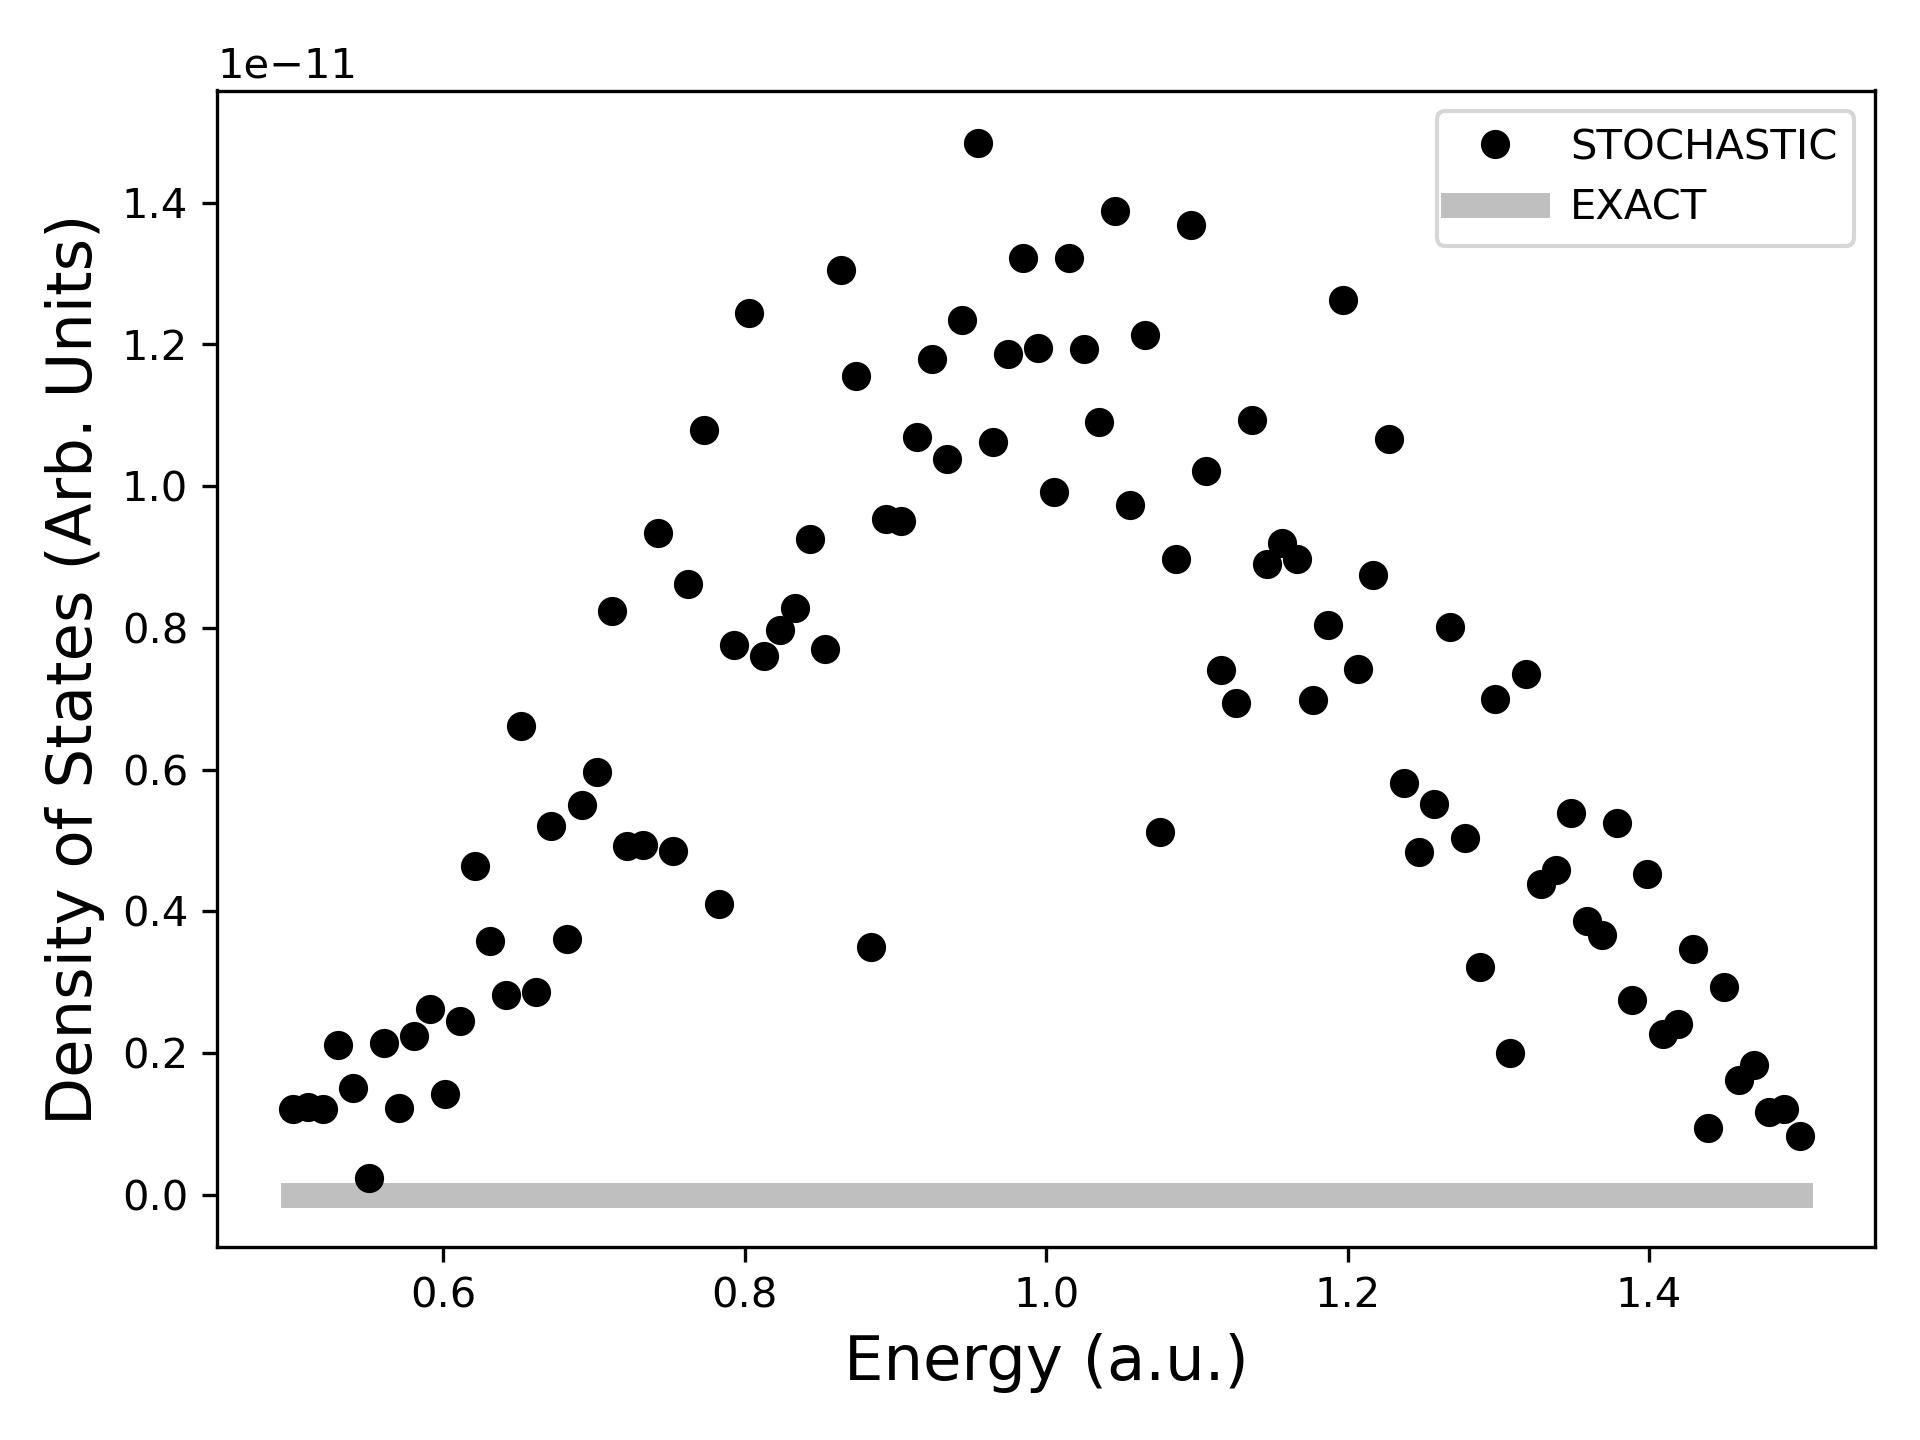 1e−11
STOCHASTIC
EXACT
Density of States (Arb. Units)
1.4
1.2
1.0
0.8
0.6
0.4
0.2
0.0
0.6 0.8 1.0 1.2 1.4
Energy (a.u.)